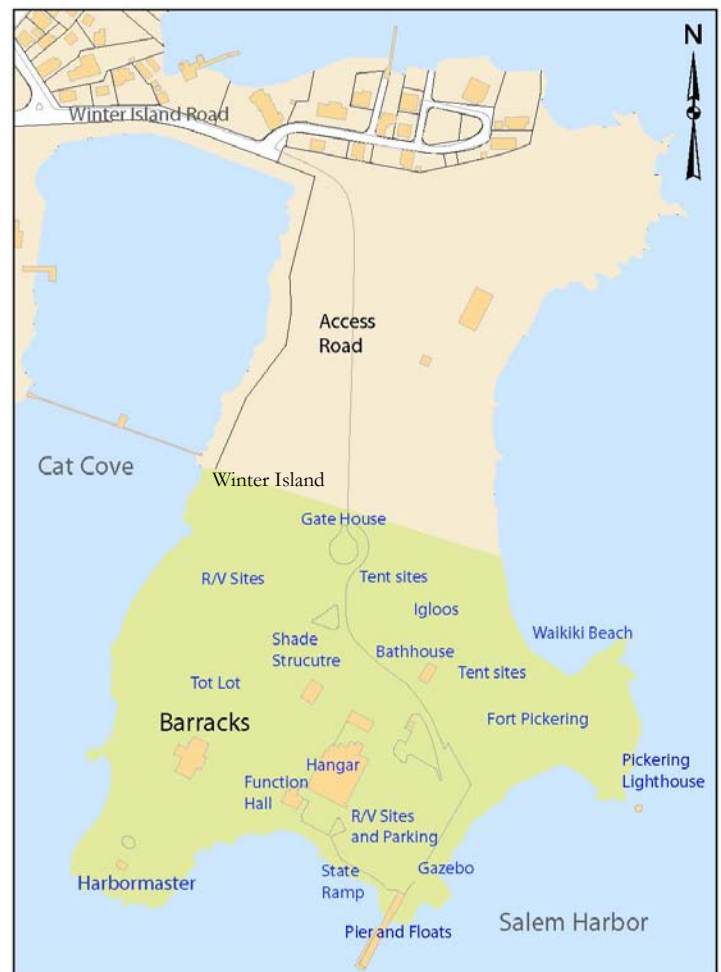 N
Winter Island Road
Access
Road
Cat Cove
Winter Island
Gate House
R/V Sites
Tent sites
Igloos
Shade
Strucutre
Bathhouse
Waikiki Beach
Tent sites
Tot Lot
Barracks
Fort Pickering
Hangar
Pickering
Lighthouse
Function
Hall
R/V Sites
and Parking
State
Ramp
Gazebo
Harbormaster
Pier and Floats
Salem Harbor